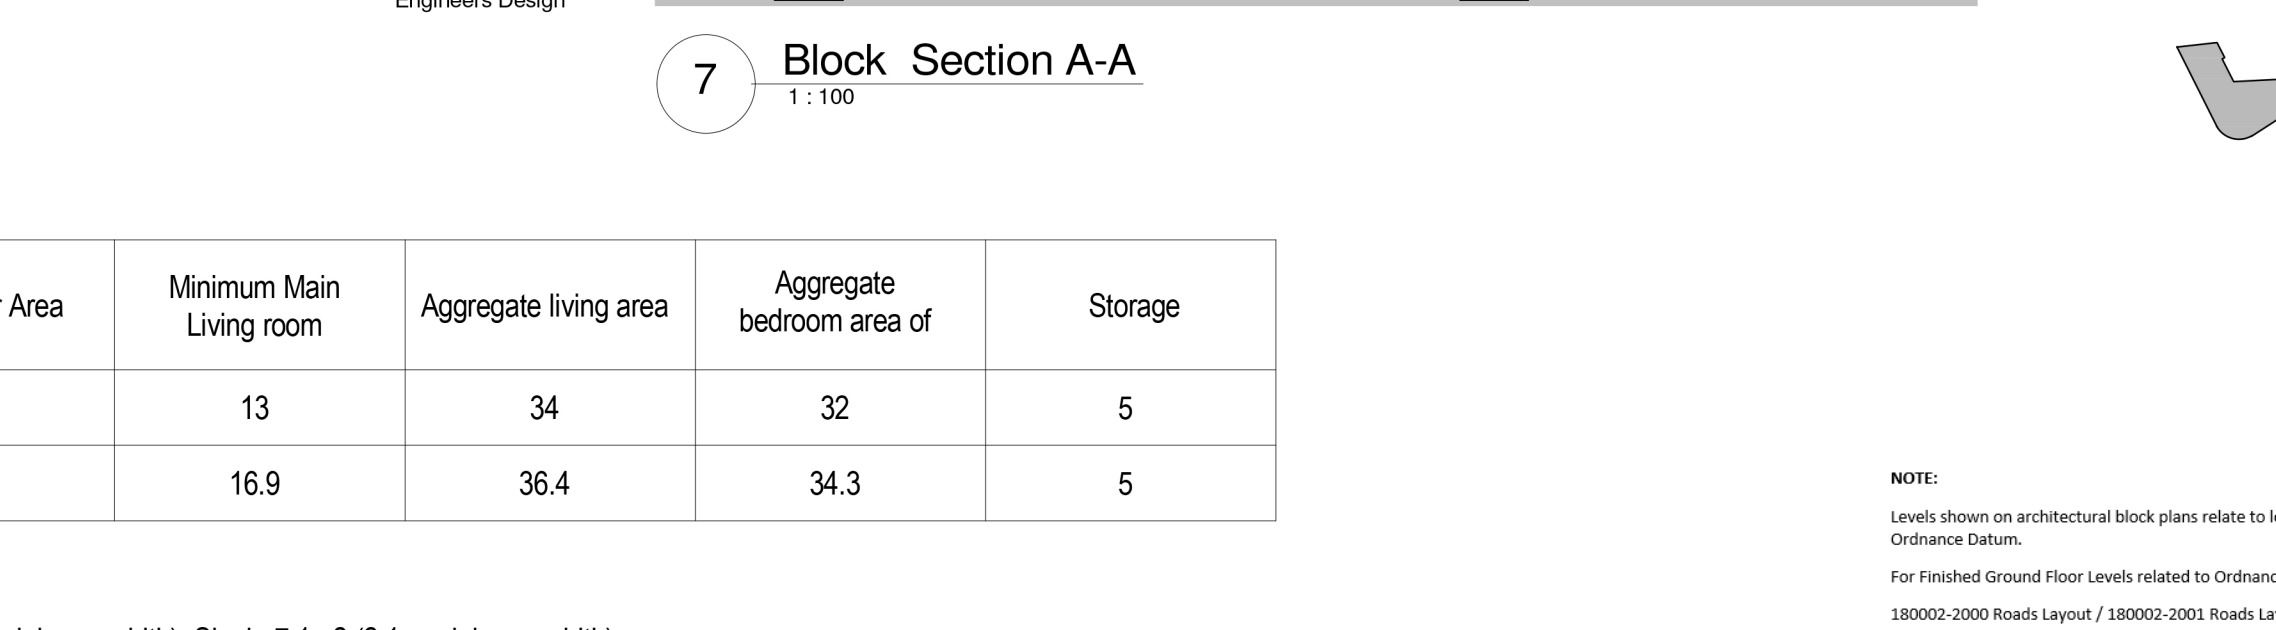 Engineers Design
7
Block Section A-A
1 : 100
Area
Minimum Main
Living room
Aggregate living area
Aggregate
bedroom area of
Storage
13
34
32
5
16.9
36.4
34.3
5
NOTE:
Levels shown on architectural block plans relate to
Ordnance Datum.
For Finished Ground Floor Levels related to
180002-2000 Roads Layout / 180002-2001 Roads